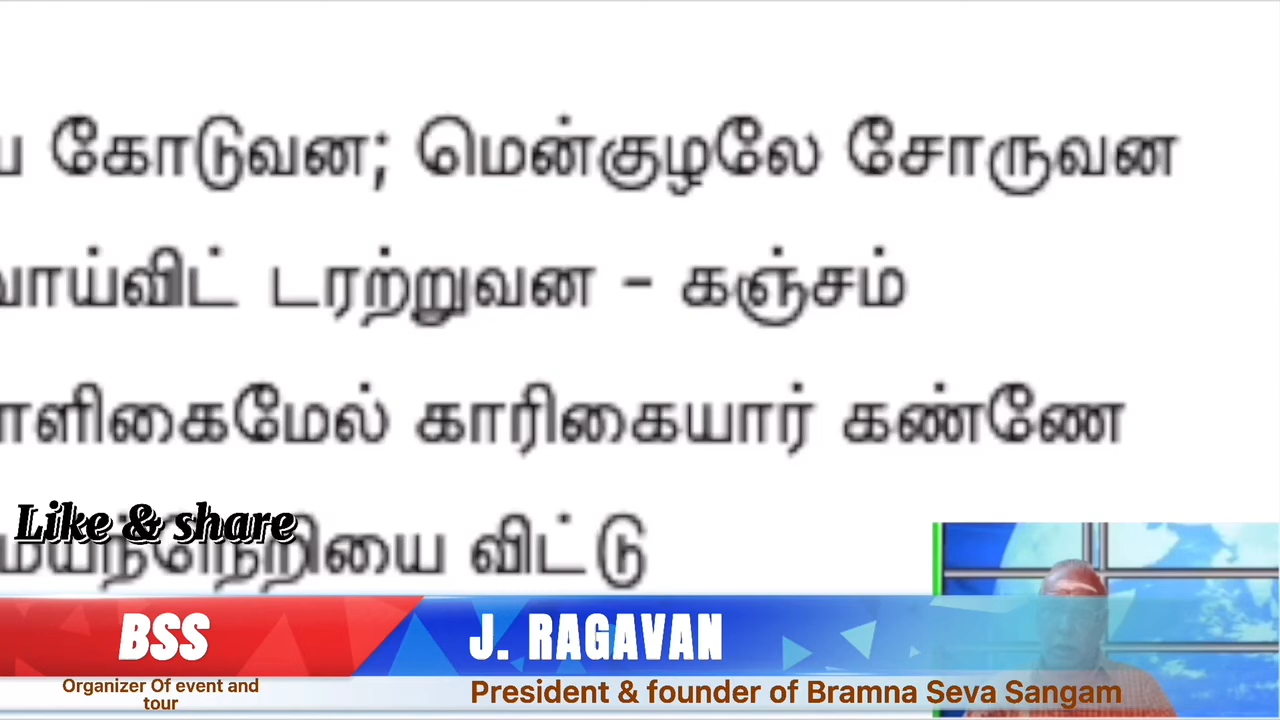 கோடுவன; மென்குழலே சோருவன
வாய்விட் டரற்றுவன - கஞ்சம்
ாளிகைமேல் காரிகையார் கண்ணே
Like & share
மெய்ந்நெறியை விட்டு
BSS
J. RAGAVAN
Organizer Of event and
tour
President & founder of Bramna Seva Sangam